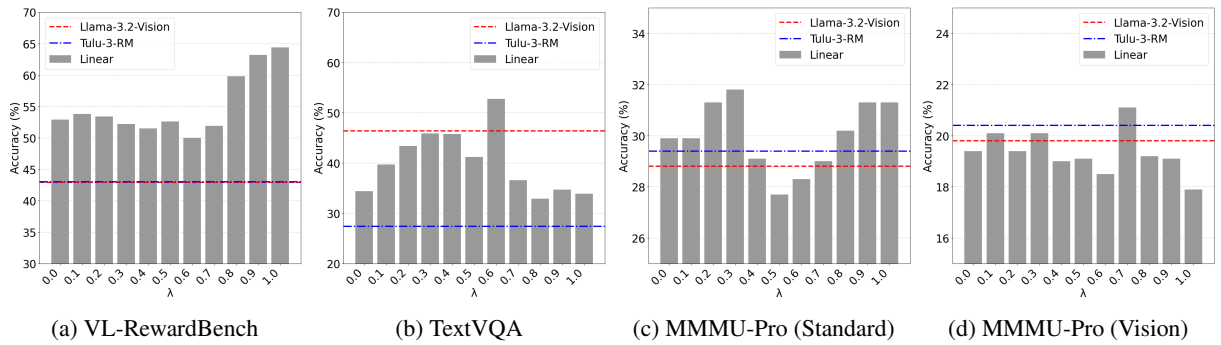 Llama-3.2-Vision
Tulu-3-RM
Linear
Accuracy (%)
70
65
60
55
50
45
40
35
30
0.0 0.1 0.2 0.3 0.4 0.5 0.6 0.7 0.8 0.9 1.0
λ
(a) VL-RewardBench
Llama-3.2-Vision
Tulu-3-RM
Linear
Accuracy (%)
70
60
50
40
30
20
0.0 0.1 0.2 0.3 0.4 0.5 0.6 0.7 0.8 0.9 1.0
λ
(b) TextVQA
Llama-3.2-Vision
Tulu-3-RM
Linear
Accuracy (%)
34
32
30
28
26
0.0 0.1 0.2 0.3 0.4 0.5 0.6 0.7 0.8 0.9 1.0
λ
(c) MMMU-Pro (Standard)
Llama-3.2-Vision
Tulu-3-RM
Linear
Accuracy (%)
24
22
20
18
16
0.0 0.1 0.2 0.3 0.4 0.5 0.6 0.7 0.8 0.9 1.0
λ
(d) MMMU-Pro (Vision)